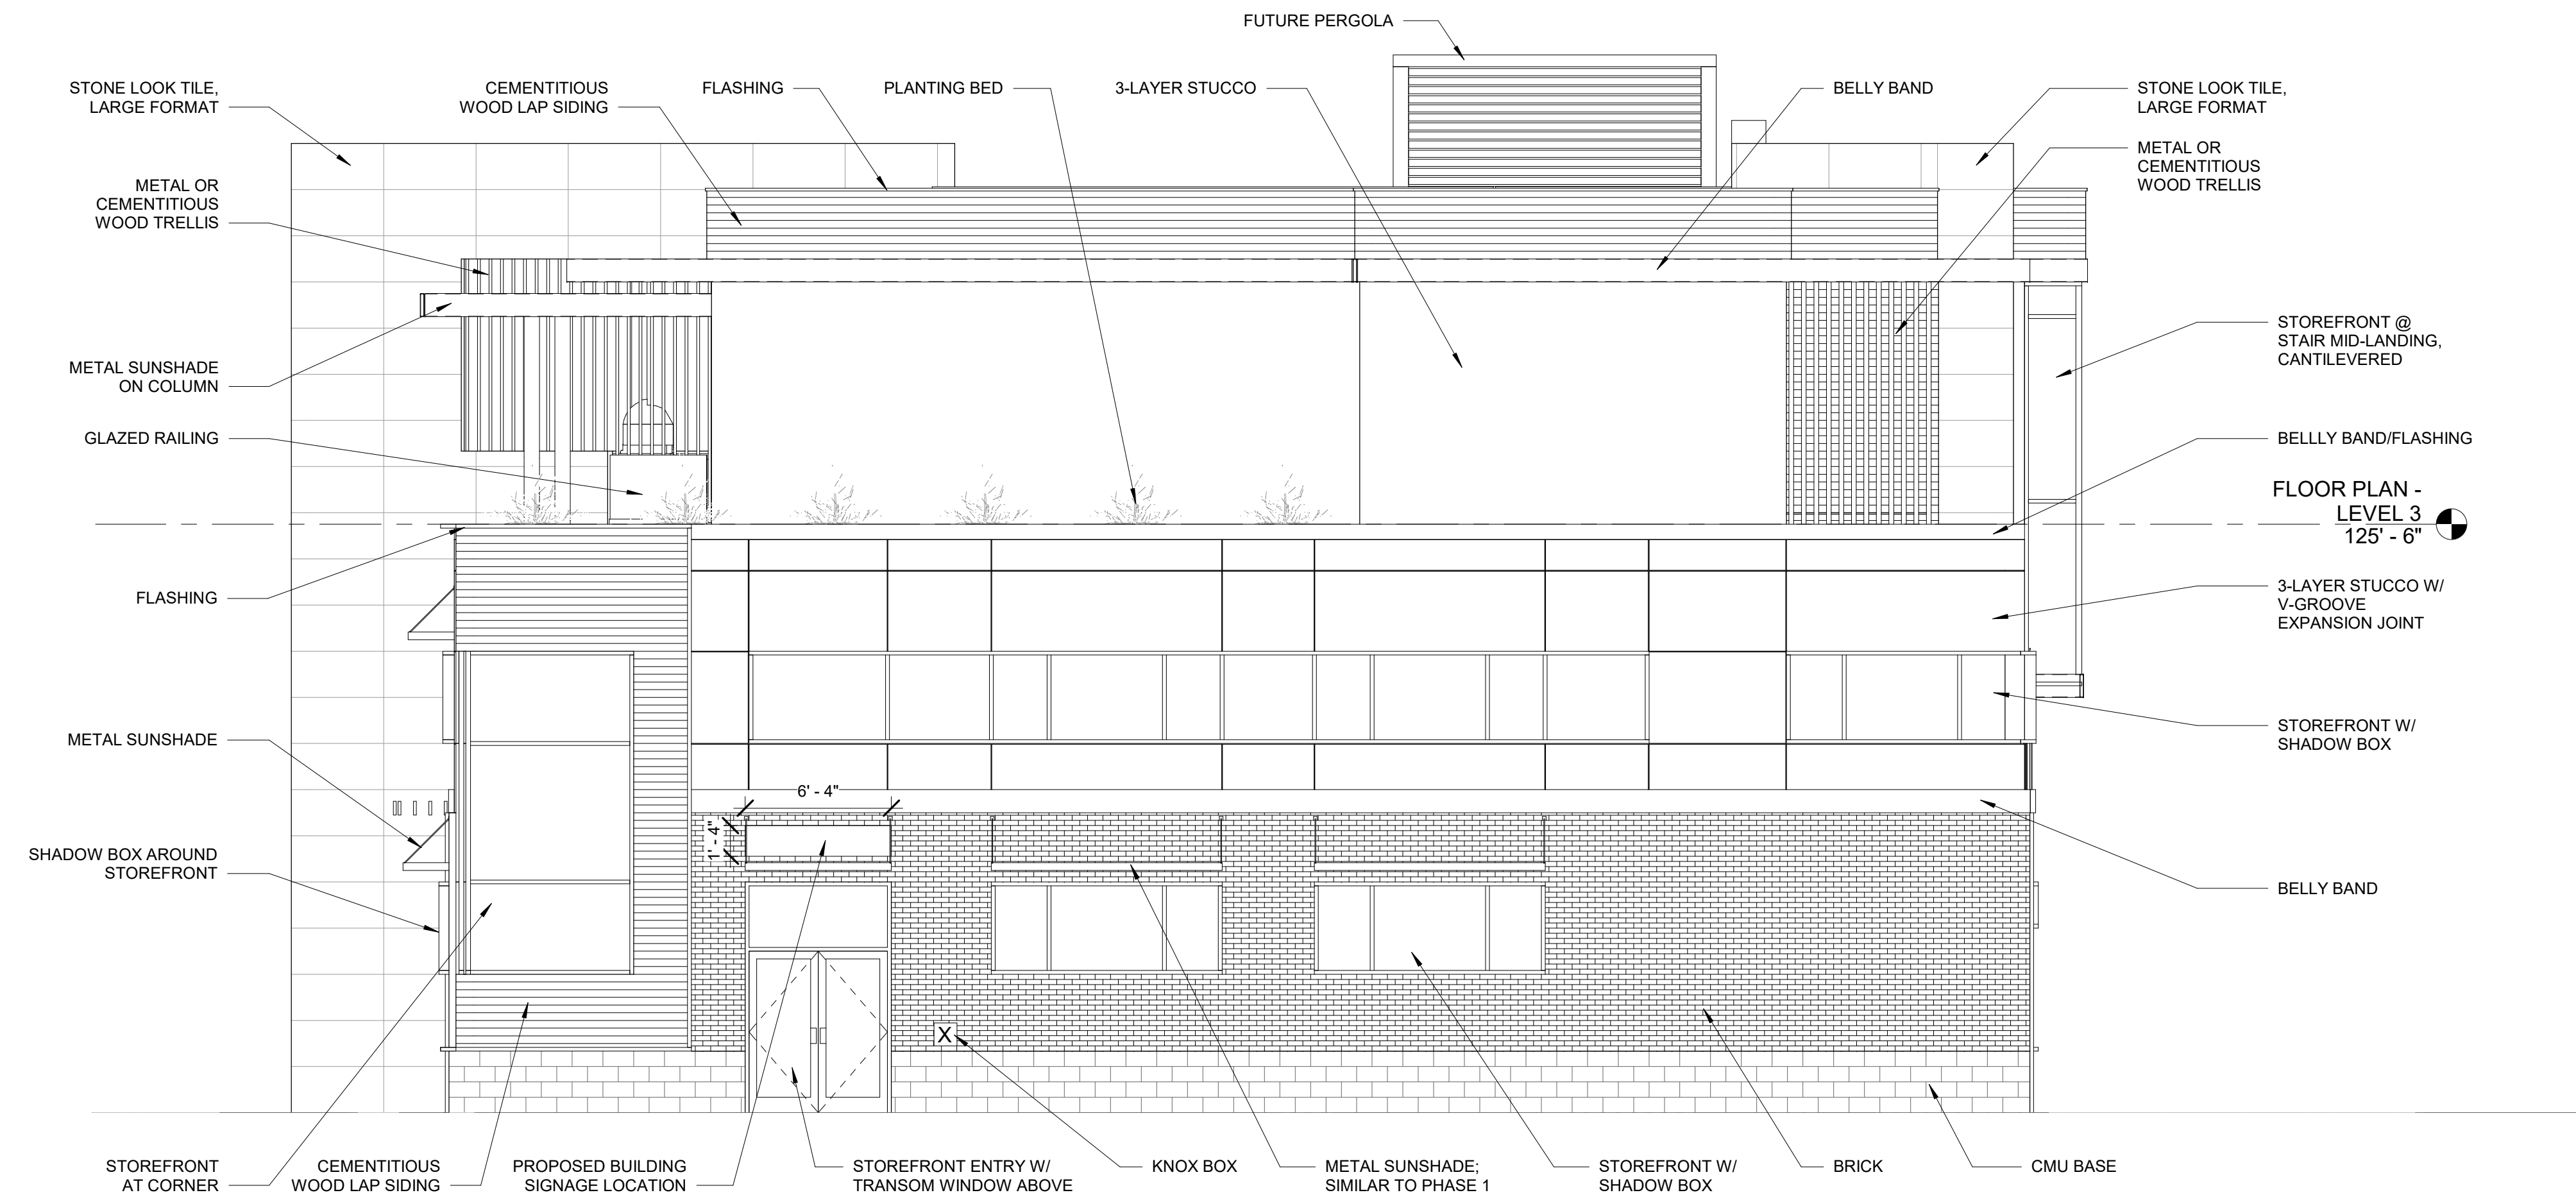 FUTURE PERGOLA
STONE LOOK TILE,
LARGE FORMAT
CEMENTITIOUS
WOOD LAP SIDING
FLASHING
PLANTING BED
3-LAYER STUCCO
BELLY BAND
STONE LOOK TILE,
LARGE FORMAT
METAL OR
CEMENTITIOUS
WOOD TRELLIS
METAL OR
CEMENTITIOUS
WOOD TRELLIS
METAL SUNSHADE
ON COLUMN
STOREFRONT @
STAIR MID-LANDING,
CANTILEVERED
GLAZED RAILING
BELLLY BAND/FLASHING
FLOOR PLAN -
LEVEL 3
125' - 6"
FLASHING
3-LAYER STUCCO W/
V-GROOVE
EXPANSION JOINT
METAL SUNSHADE
STOREFRONT W/
SHADOW BOX
6' - 4"
1' - 4"
SHADOW BOX AROUND
STOREFRONT
BELLY BAND
X
STOREFRONT
AT CORNER
CEMENTITIOUS
WOOD LAP SIDING
PROPOSED BUILDING
SIGNAGE LOCATION
STOREFRONT ENTRY W/
TRANSOM WINDOW ABOVE
KNOX BOX
METAL SUNSHADE;
SIMILAR TO PHASE 1
STOREFRONT W/
SHADOW BOX
BRICK
CMU BASE